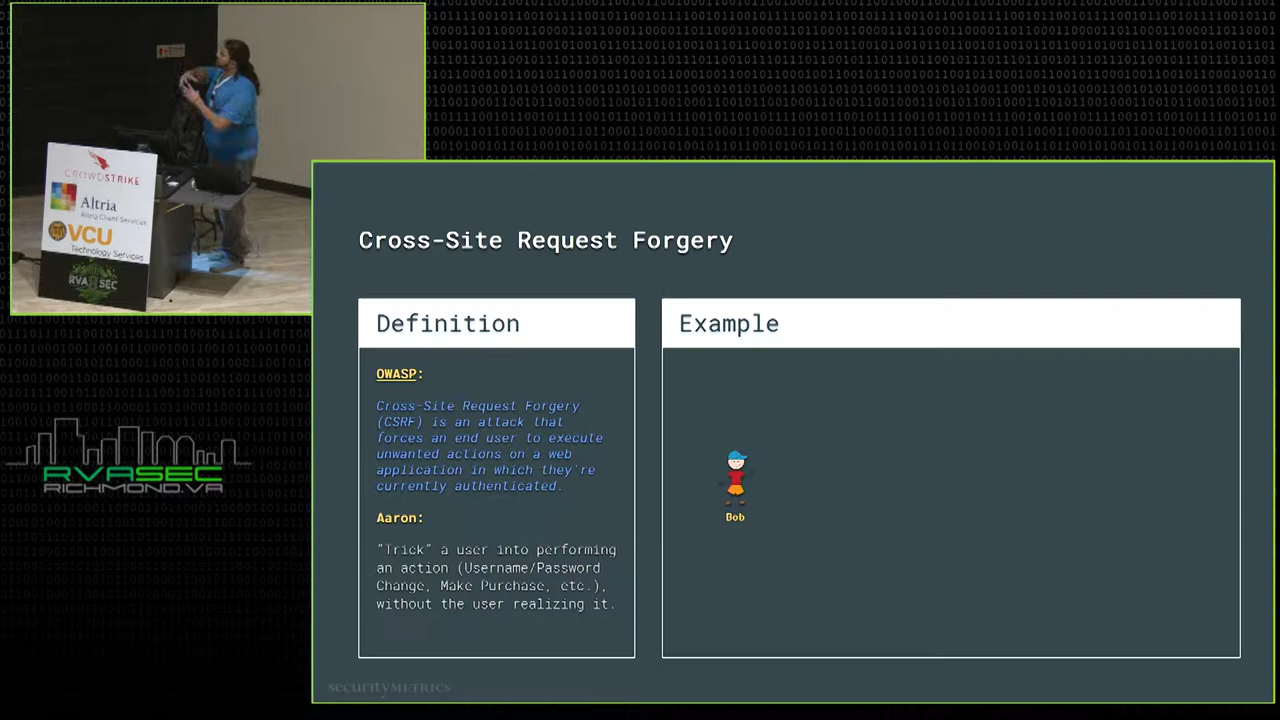 CROWDSTRIKE
Altria
Altria Client Services
VCU
Technology Services
RVASEC
RVASEC
RICHMOND.VA
Cross-Site Request Forgery
Definition
OWASP:
Cross-Site Request Forgery
(CSRF) is an attack that
forces an end user to execute
unwanted actions on a web
application in which they're
currently authenticated.
Aaron:
"Trick" a user into performing
an action (Username/Password
Change, Make Purchase, etc.),
without the user realizing it.
Example
Bob
securityMETRICS